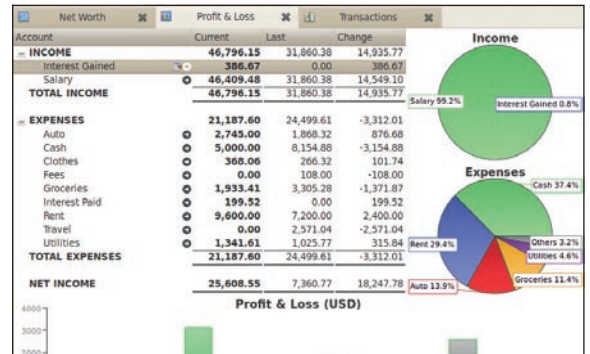 Net Worth Profit & Loss Transactions
Account Current Last Change
INCOME 46,796.15 31,860.38 14,935.77
Interest Gained 386.67 0.00 386.67
Salary 46,409.48 31,860.38 14,549.10
TOTAL INCOME 46,796.15 31,860.38 14,935.77
EXPENSES 21,187.60 24,499.61 -3,312.01
Auto 2,745.00 1,868.32 876.68
Cash 5,000.00 8,154.88 -3,154.88
Clothes 368.06 266.32 101.74
Fees 0.00 108.00 -108.00
Groceries 1,933.41 3,305.28 -1,371.87
Interest Paid 199.52 0.00 199.52
Rent 9,600.00 7,200.00 2,400.00
Travel 0.00 2,571.04 -2,571.04
Utilities 1,341.61 1,025.77 315.84
TOTAL EXPENSES 21,187.60 24,499.61 -3,312.01
NET INCOME 25,608.55 7,360.77 18,247.78
Income
Salary 99.2% Interest Gained 0.8%
Expenses
Cash 37.4%
Rent 29.4% Others 3.2%
Utilities 4.6%
Groceries 11.4%
Auto 13.9%
Profit & Loss (USD)
4000
3000
2000